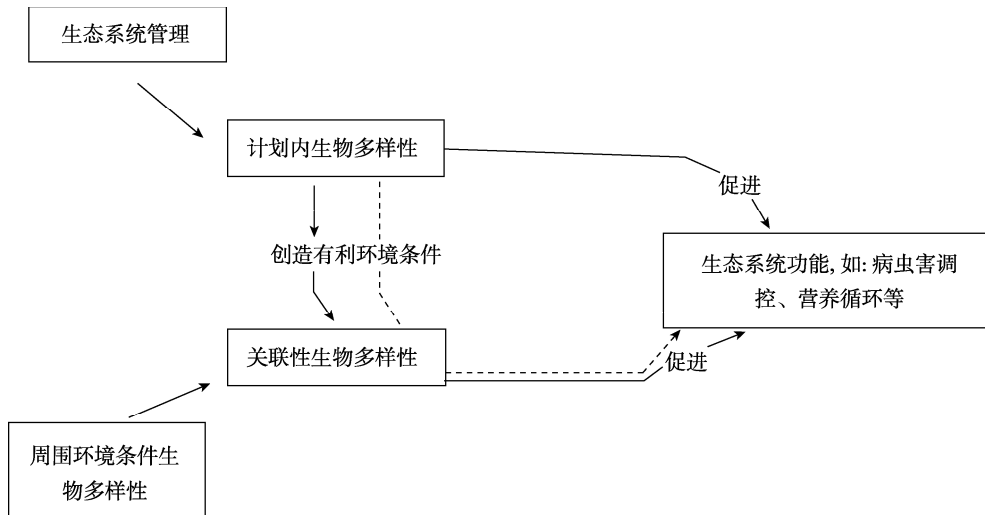 生态系统管理
计划内生物多样性
促进
创造有利环境条件
生态系统功能, 如: 病虫害调
控、营养循环等
关联性生物多样性
促进
周围环境条件生
物多样性